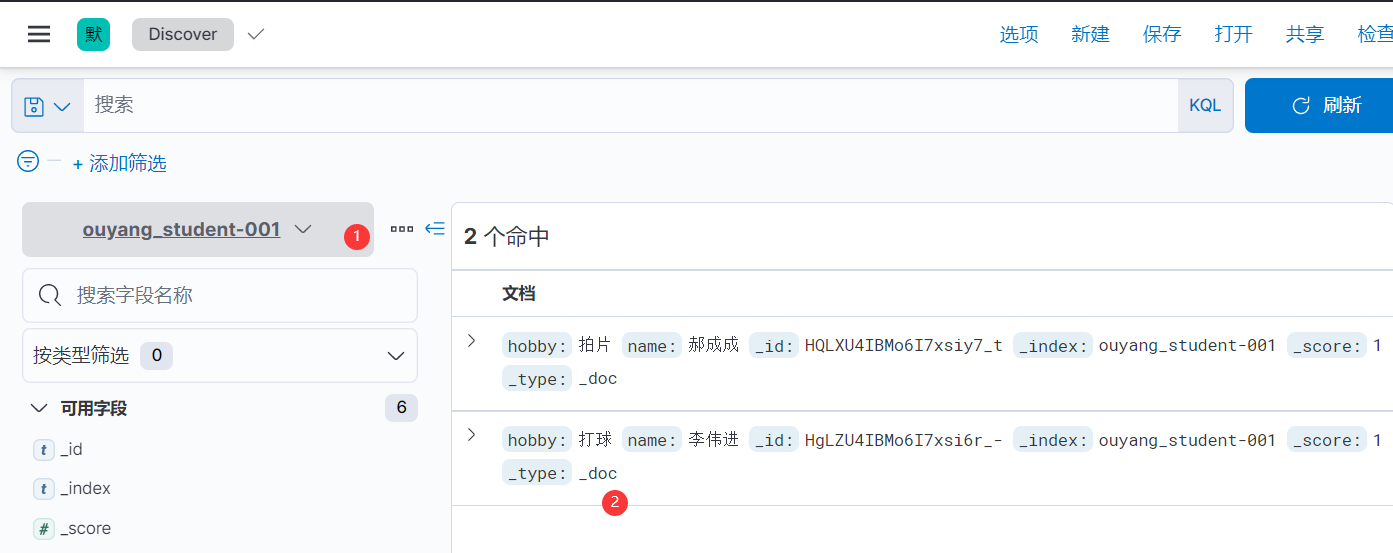 默 Discover 选项 新建 保存 打开 共享 检查
搜索 KQL 刷新
+ 添加筛选
ouyang_student-001 1
2 个命中
搜索字段名称
文档
按类型筛选 0
hobby: 拍片 name: 郝成成 _id: HQLXU4IBMo6I7xsiy7_t _index: ouyang_student-001 _score: 1
_type: _doc
可用字段 6
hobby: 打球 name: 李伟进 _id: HgLZU4IBMo6I7xsi6r_- _index: ouyang_student-001 _score: 1
_type: _doc
2
t _id
t _index
# _score